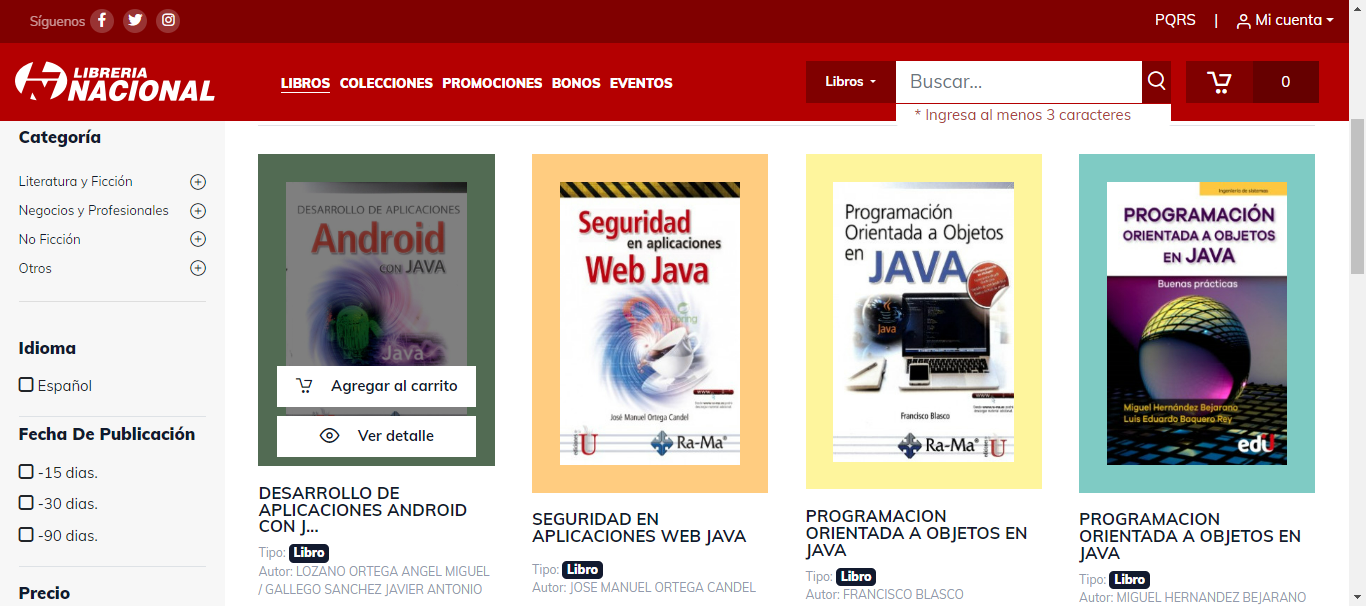 Síguenos
PQRS | Mi cuenta
LIBRERIA
NACIONAL
LIBROS COLECCIONES PROMOCIONES BONOS EVENTOS
Libros
Buscar...
0
* Ingresa al menos 3 caracteres
Categoría
Literatura y Ficción
Negocios y Profesionales
No Ficción
Otros
Idioma
Español
Fecha De Publicación
-15 dias.
-30 dias.
-90 dias.
Precio
DESARROLLO DE APLICACIONES
Android
CON JAVA
Java
Agregar al carrito
Ver detalle
DESARROLLO DE
APLICACIONES ANDROID
CON J...
Tipo: Libro
Autor: LOZANO ORTEGA ANGEL MIGUEL
/ GALLEGO SANCHEZ JAVIER ANTONIO
Seguridad
en aplicaciones
Web Java
José Manuel Ortega Candel
Ra-Ma®
SEGURIDAD EN
APLICACIONES WEB JAVA
Tipo: Libro
Autor: JOSE MANUEL ORTEGA CANDEL
Programación
Orientada a Objetos
en JAVA
Java
Francisco Blasco
Ra-Ma®
PROGRAMACION
ORIENTADA A OBJETOS EN
JAVA
Tipo: Libro
Autor: FRANCISCO BLASCO
Ingeniería de sistemas
PROGRAMACIÓN
ORIENTADA A OBJETOS
EN JAVA
Buenas prácticas
Miguel Hernández Bejarano
Luis Eduardo Baquero Rey
ediU
PROGRAMACION
ORIENTADA A OBJETOS EN
JAVA
Tipo: Libro
Autor: MIGUEL HERNANDEZ BEJARANO